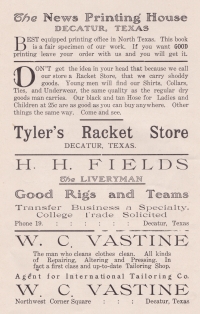 The News Printing House
DECATUR, TEXAS
BEST equipped printing office in North Texas. This book
is a fair specimen of our work. If you want GOOD
printing leave your order with us and you will get it.
DON'T get the idea in your head that because we call
our store a Racket Store, that we carry shoddy
goods. Young men will find our Shirts, Collars,
Ties, and Underwear, the same quality as the regular dry
goods man carries. Our black and tan Hose for Ladies and
Children at 25c are as good as you can buy anywhere. Other
things the same way. Come and see.
Tyler's Racket Store
DECATUR, TEXAS.
H. H. FIELDS
The LIVERYMAN
Good Rigs and Teams
Transfer Business a Specialty.
College Trade Solicited
Phone 19. : : : : Decatur, Texas
W. C. VASTINE
The man who cleans clothes clean. All kinds
of Repairing, Altering and Pressing. In
fact a first class and up-to-date Tailoring Shop.
Agent for International Tailoring Co.
W. C. VASTINE
Northwest Corner Square : : : Decatur, Texas